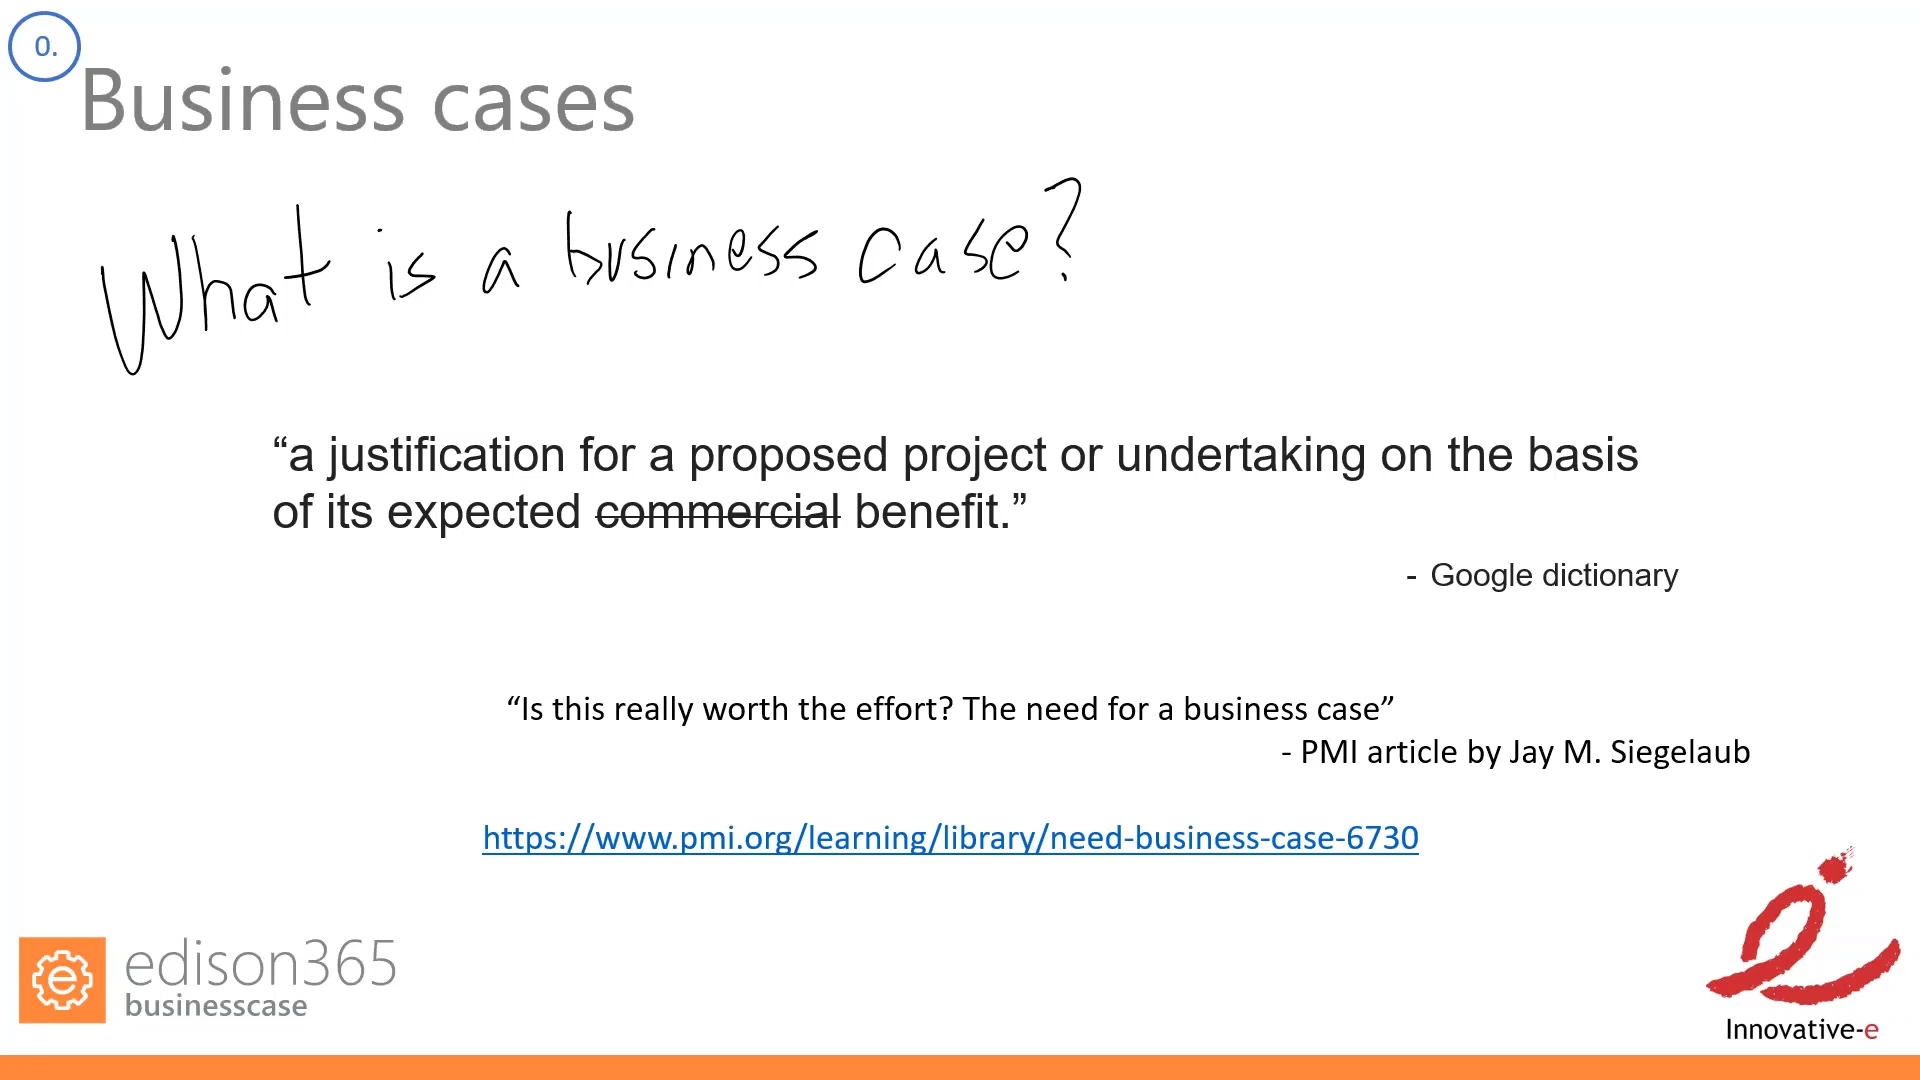 0.
Business cases
What is a business case?
“a justification for a proposed project or undertaking on the basis
of its expected commercial benefit.”
- Google dictionary
“Is this really worth the effort? The need for a business case”
- PMI article by Jay M. Siegelaub
https://www.pmi.org/learning/library/need-business-case-6730
e
edison365
businesscase
Innovative-e